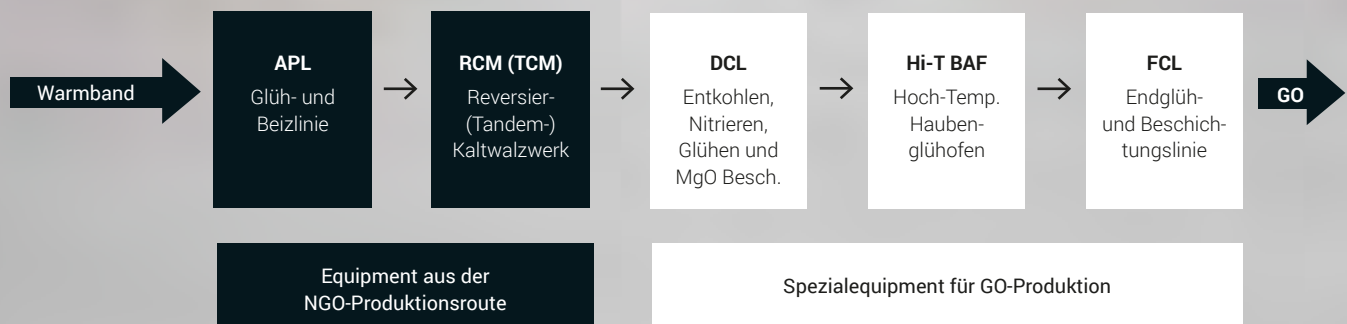 Warmband
APL
Glüh- und
Beizlinie
RCM (TCM)
Reversier-
(Tandem-)
Kaltwalzwerk
DCL
Entkohlen,
Nitrieren,
Glühen und
MgO Besch.
Hi-T BAF
Hoch-Temp.
Hauben-
glühofen
FCL
Endglüh-
und Beschich-
tungslinie
GO
Equipment aus der
NGO-Produktionsroute
Spezialequipment für GO-Produktion